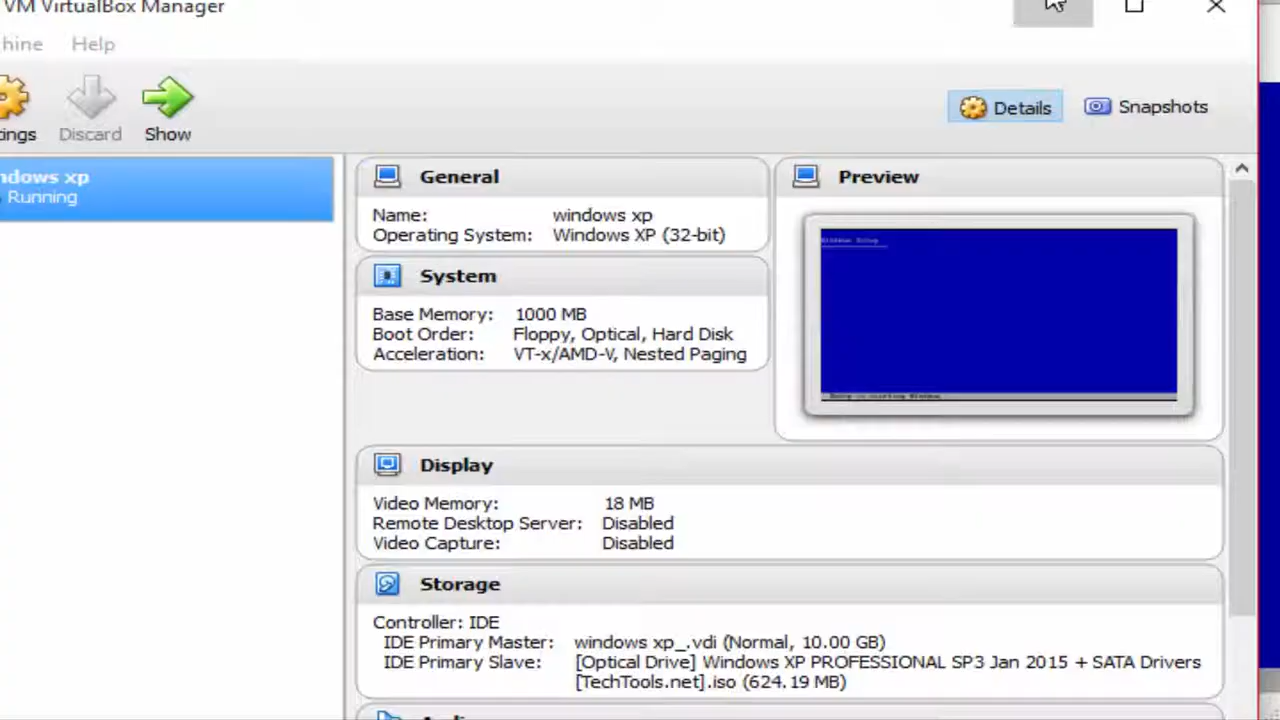 VM VirtualBox Manager
hine Help
ings Discard Show Details Snapshots
ndows xp
Running
General
Name: windows xp
Operating System: Windows XP (32-bit)
System
Base Memory: 1000 MB
Boot Order: Floppy, Optical, Hard Disk
Acceleration: VT-x/AMD-V, Nested Paging
Preview
Windows Setup
Display
Video Memory: 18 MB
Remote Desktop Server: Disabled
Video Capture: Disabled
Storage
Controller: IDE
IDE Primary Master: windows xp_.vdi (Normal, 10.00 GB)
IDE Primary Slave: [Optical Drive] Windows XP PROFESSIONAL SP3 Jan 2015 + SATA Drivers
[TechTools.net].iso (624.19 MB)